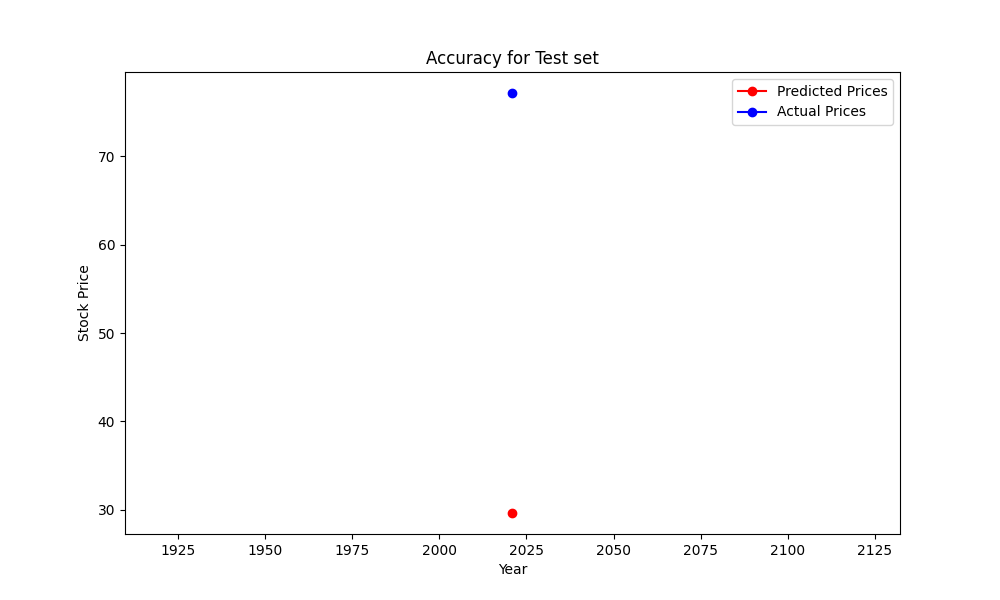 Accuracy for Test set
Predicted Prices
Actual Prices
70
60
50
40
30
Stock Price
1925 1950 1975 2000 2025 2050 2075 2100 2125
Year